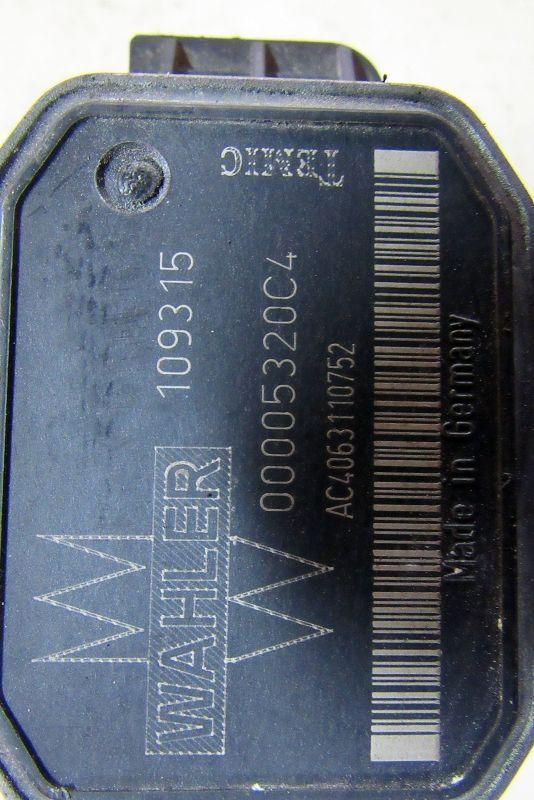 WAHLER 109315
TEMIC
00005320C4
AC4063110752
Made in Germany